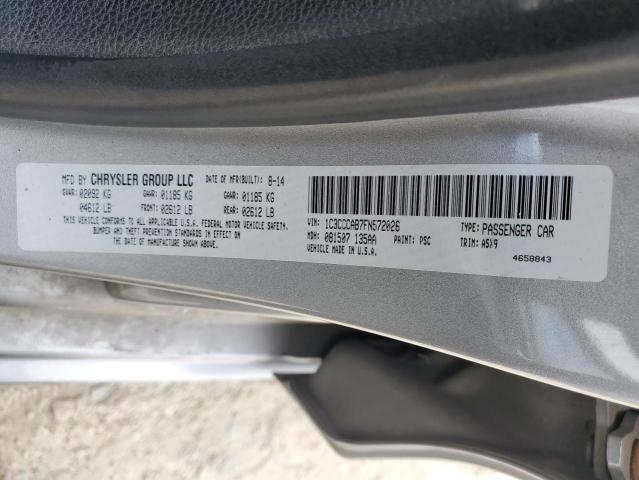 MFD BY CHRYSLER GROUP LLC DATE OF MFR(BUILT): 8-14
GVWR: 02092 KG GAWR: 01185 KG GAWR: 01185 KG
04612 LB FRONT: 02612 LB REAR: 02612 LB
THIS VEHICLE CONFORMS TO ALL APPLICABLE FEDERAL MOTOR VEHICLE SAFETY,
BUMPER AND THEFT PREVENTION STANDARDS IN EFFECT ON
THE DATE OF MANUFACTURE SHOWN ABOVE.
VIN: 1C3CCCAB7FN572026 TYPE: PASSENGER CAR
MDH: 081507 135AA PAINT: PSC TRIM: A5X9
VEHICLE MADE IN U.S.A. 4658843